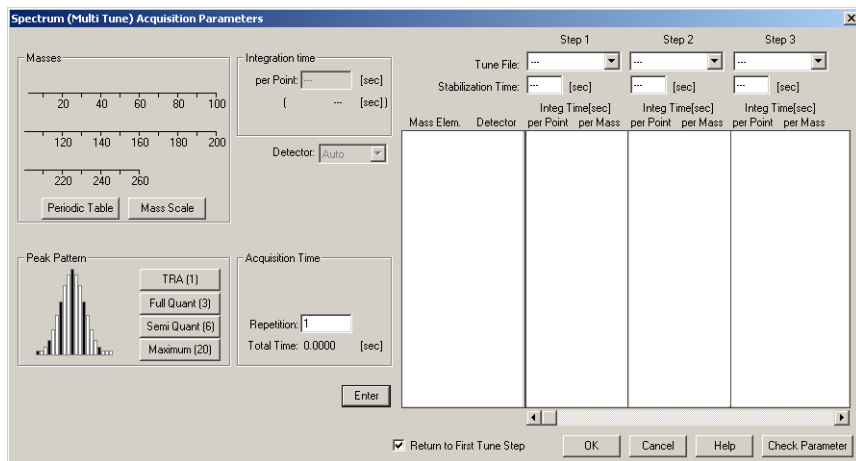 Spectrum (Multi Tune) Acquisition Parameters
Masses
20 40 60 80 100
120 140 160 180 200
220 240 260
Periodic Table Mass Scale
Integration time
per Point: --- [sec]
( --- [sec] )
Detector: Auto
Peak Pattern
TRA (1)
Full Quant (3)
Semi Quant (6)
Maximum (20)
Acquisition Time
Repetition: 1
Total Time: 0.0000 [sec]
Enter
Step 1 Step 2 Step 3
Tune File: --- --- ---
Stabilization Time: --- [sec] --- [sec] --- [sec]
Integ Time[sec] Integ Time[sec] Integ Time[sec]
Mass Elem. Detector per Point per Mass per Point per Mass per Point per Mass
Return to First Tune Step OK Cancel Help Check Parameter